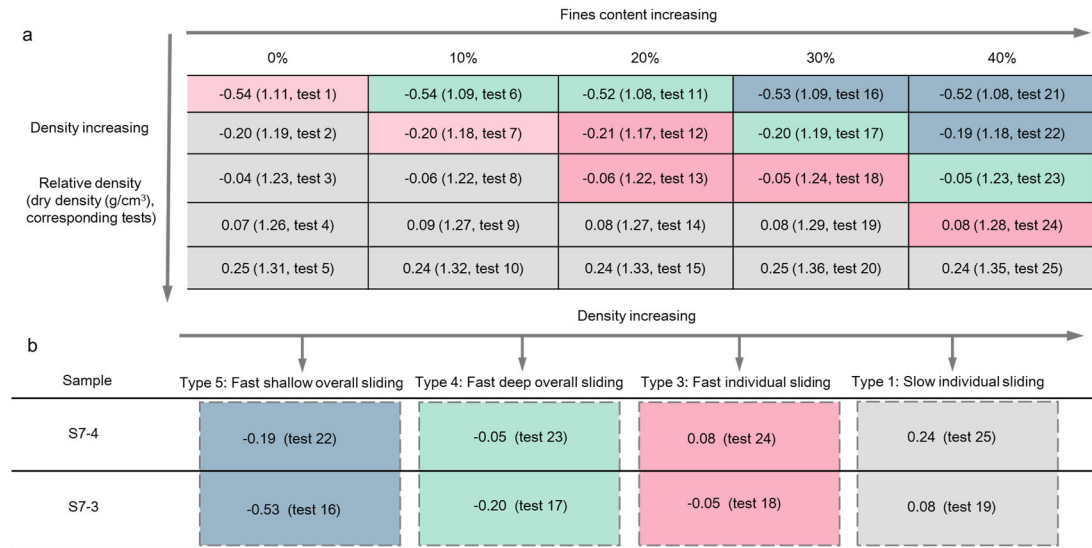 Fines content increasing
a
0% 10% 20% 30% 40%
-0.54 (1.11, test 1) -0.54 (1.09, test 6) -0.52 (1.08, test 11) -0.53 (1.09, test 16) -0.52 (1.08, test 21)
Density increasing -0.20 (1.19, test 2) -0.20 (1.18, test 7) -0.21 (1.17, test 12) -0.20 (1.19, test 17) -0.19 (1.18, test 22)
Relative density
(dry density (g/cm³),
corresponding tests)
-0.04 (1.23, test 3) -0.06 (1.22, test 8) -0.06 (1.22, test 13) -0.05 (1.24, test 18) -0.05 (1.23, test 23)
0.07 (1.26, test 4) 0.09 (1.27, test 9) 0.08 (1.27, test 14) 0.08 (1.29, test 19) 0.08 (1.28, test 24)
0.25 (1.31, test 5) 0.24 (1.32, test 10) 0.24 (1.33, test 15) 0.25 (1.36, test 20) 0.24 (1.35, test 25)
Density increasing
b
Sample Type 5: Fast shallow overall sliding Type 4: Fast deep overall sliding Type 3: Fast individual sliding Type 1: Slow individual sliding
S7-4 -0.19 (test 22) -0.05 (test 23) 0.08 (test 24) 0.24 (test 25)
S7-3 -0.53 (test 16) -0.20 (test 17) -0.05 (test 18) 0.08 (test 19)